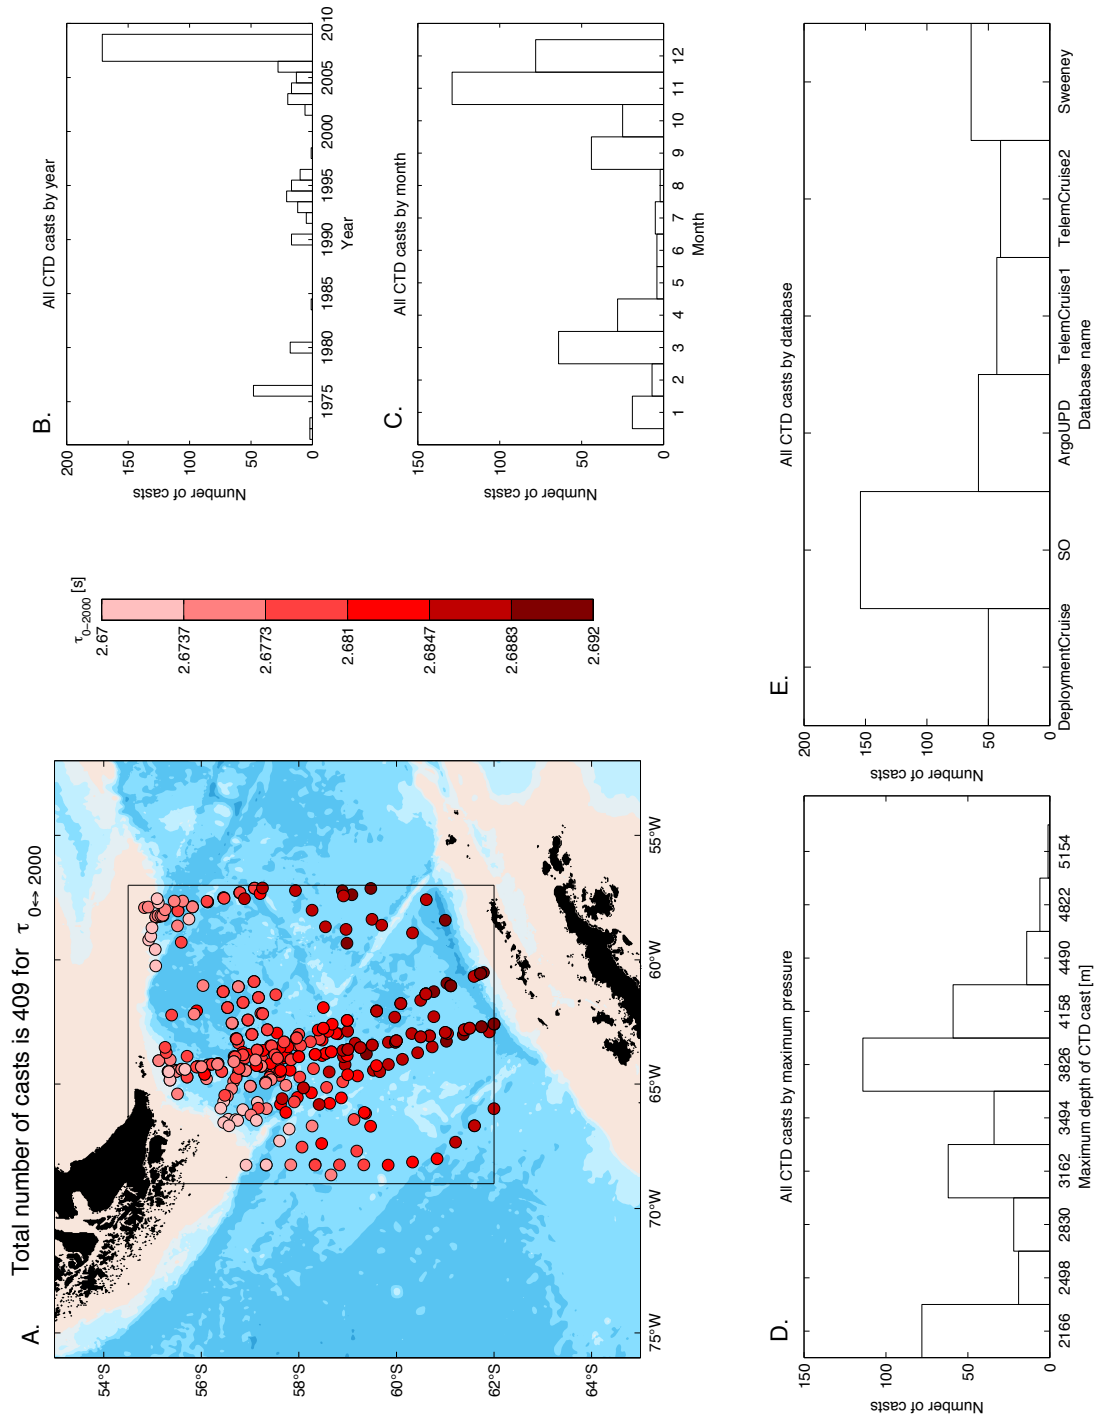 A.
Total number of casts is 409 for τ 0↔ 2000
54°S
56°S
58°S
60°S
62°S
64°S
75°W
70°W
65°W
60°W
55°W
τ0−2000 [s]
2.67
2.6737
2.6773
2.681
2.6847
2.6883
2.692
B.
All CTD casts by year
Number of casts
200
150
100
50
0
1975 1980 1985 1990 1995 2000 2005 2010
Year
C.
All CTD casts by month
Number of casts
150
100
50
0
1 2 3 4 5 6 7 8 9 10 11 12
Month
D.
All CTD casts by maximum pressure
Number of casts
150
100
50
0
2166 2498 2830 3162 3494 3826 4158 4490 4822 5154
Maximum depth of CTD cast [m]
E.
All CTD casts by database
Number of casts
200
150
100
50
0
DeploymentCruise SO ArgoUPD TelemCruise1 TelemCruise2 Sweeney
Database name